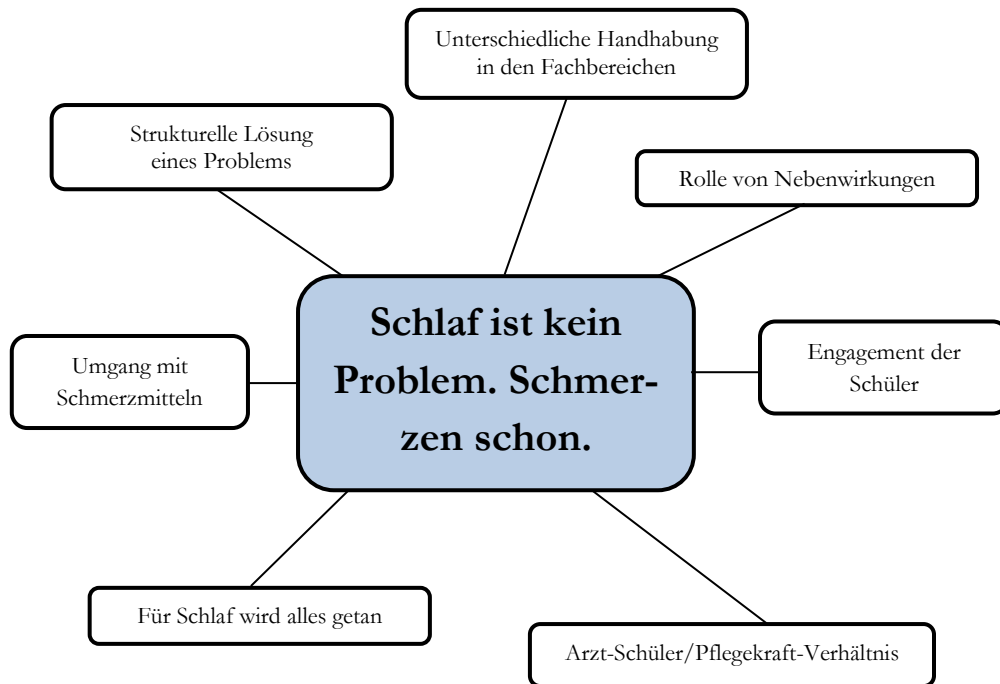 Unterschiedliche Handhabung
in den Fachbereichen
Strukturelle Lösung
eines Problems
Rolle von Nebenwirkungen
Schlaf ist kein
Problem. Schmer-
zen schon.
Umgang mit
Schmerzmitteln
Engagement der
Schüler
Für Schlaf wird alles getan
Arzt-Schüler/Pflegekraft-Verhältnis